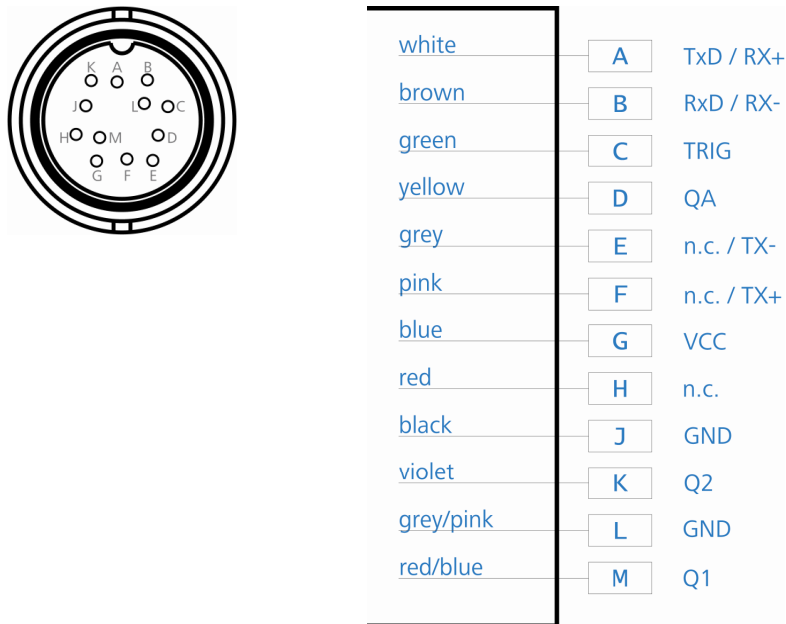 K A B
J L C
H M D
G F E
white A TxD / RX+
brown B RxD / RX-
green C TRIG
yellow D QA
grey E n.c. / TX-
pink F n.c. / TX+
blue G VCC
red H n.c.
black J GND
violet K Q2
grey/pink L GND
red/blue M Q1